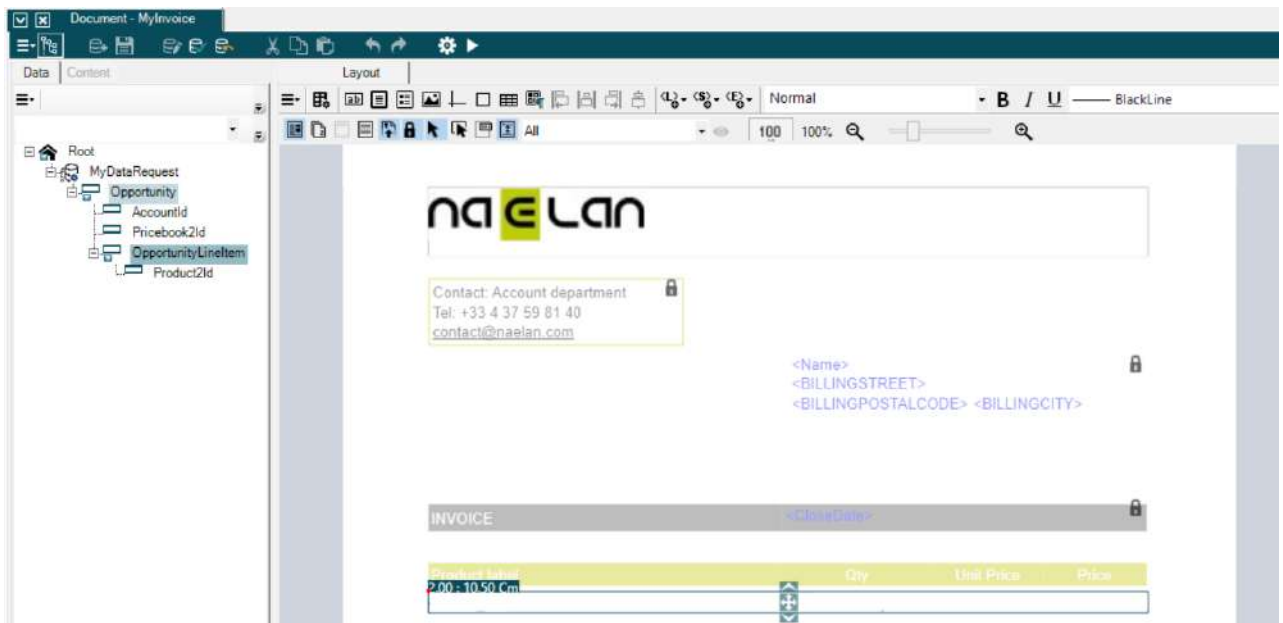 Document - MyInvoice
Data Content
Layout
Normal B I U BlackLine
All 100 100%
Root
MyDataRequest
Opportunity
AccountId
Pricebook2Id
OpportunityLineItem
Product2Id
naeLan
Contact: Account department
Tel: +33 4 37 59 81 40
contact@naelan.com
<Name>
<BILLINGSTREET>
<BILLINGPOSTALCODE> <BILLINGCITY>
INVOICE <CloseDate>
Product label Qty Unit Price Price
2.00 : 10.50 Cm